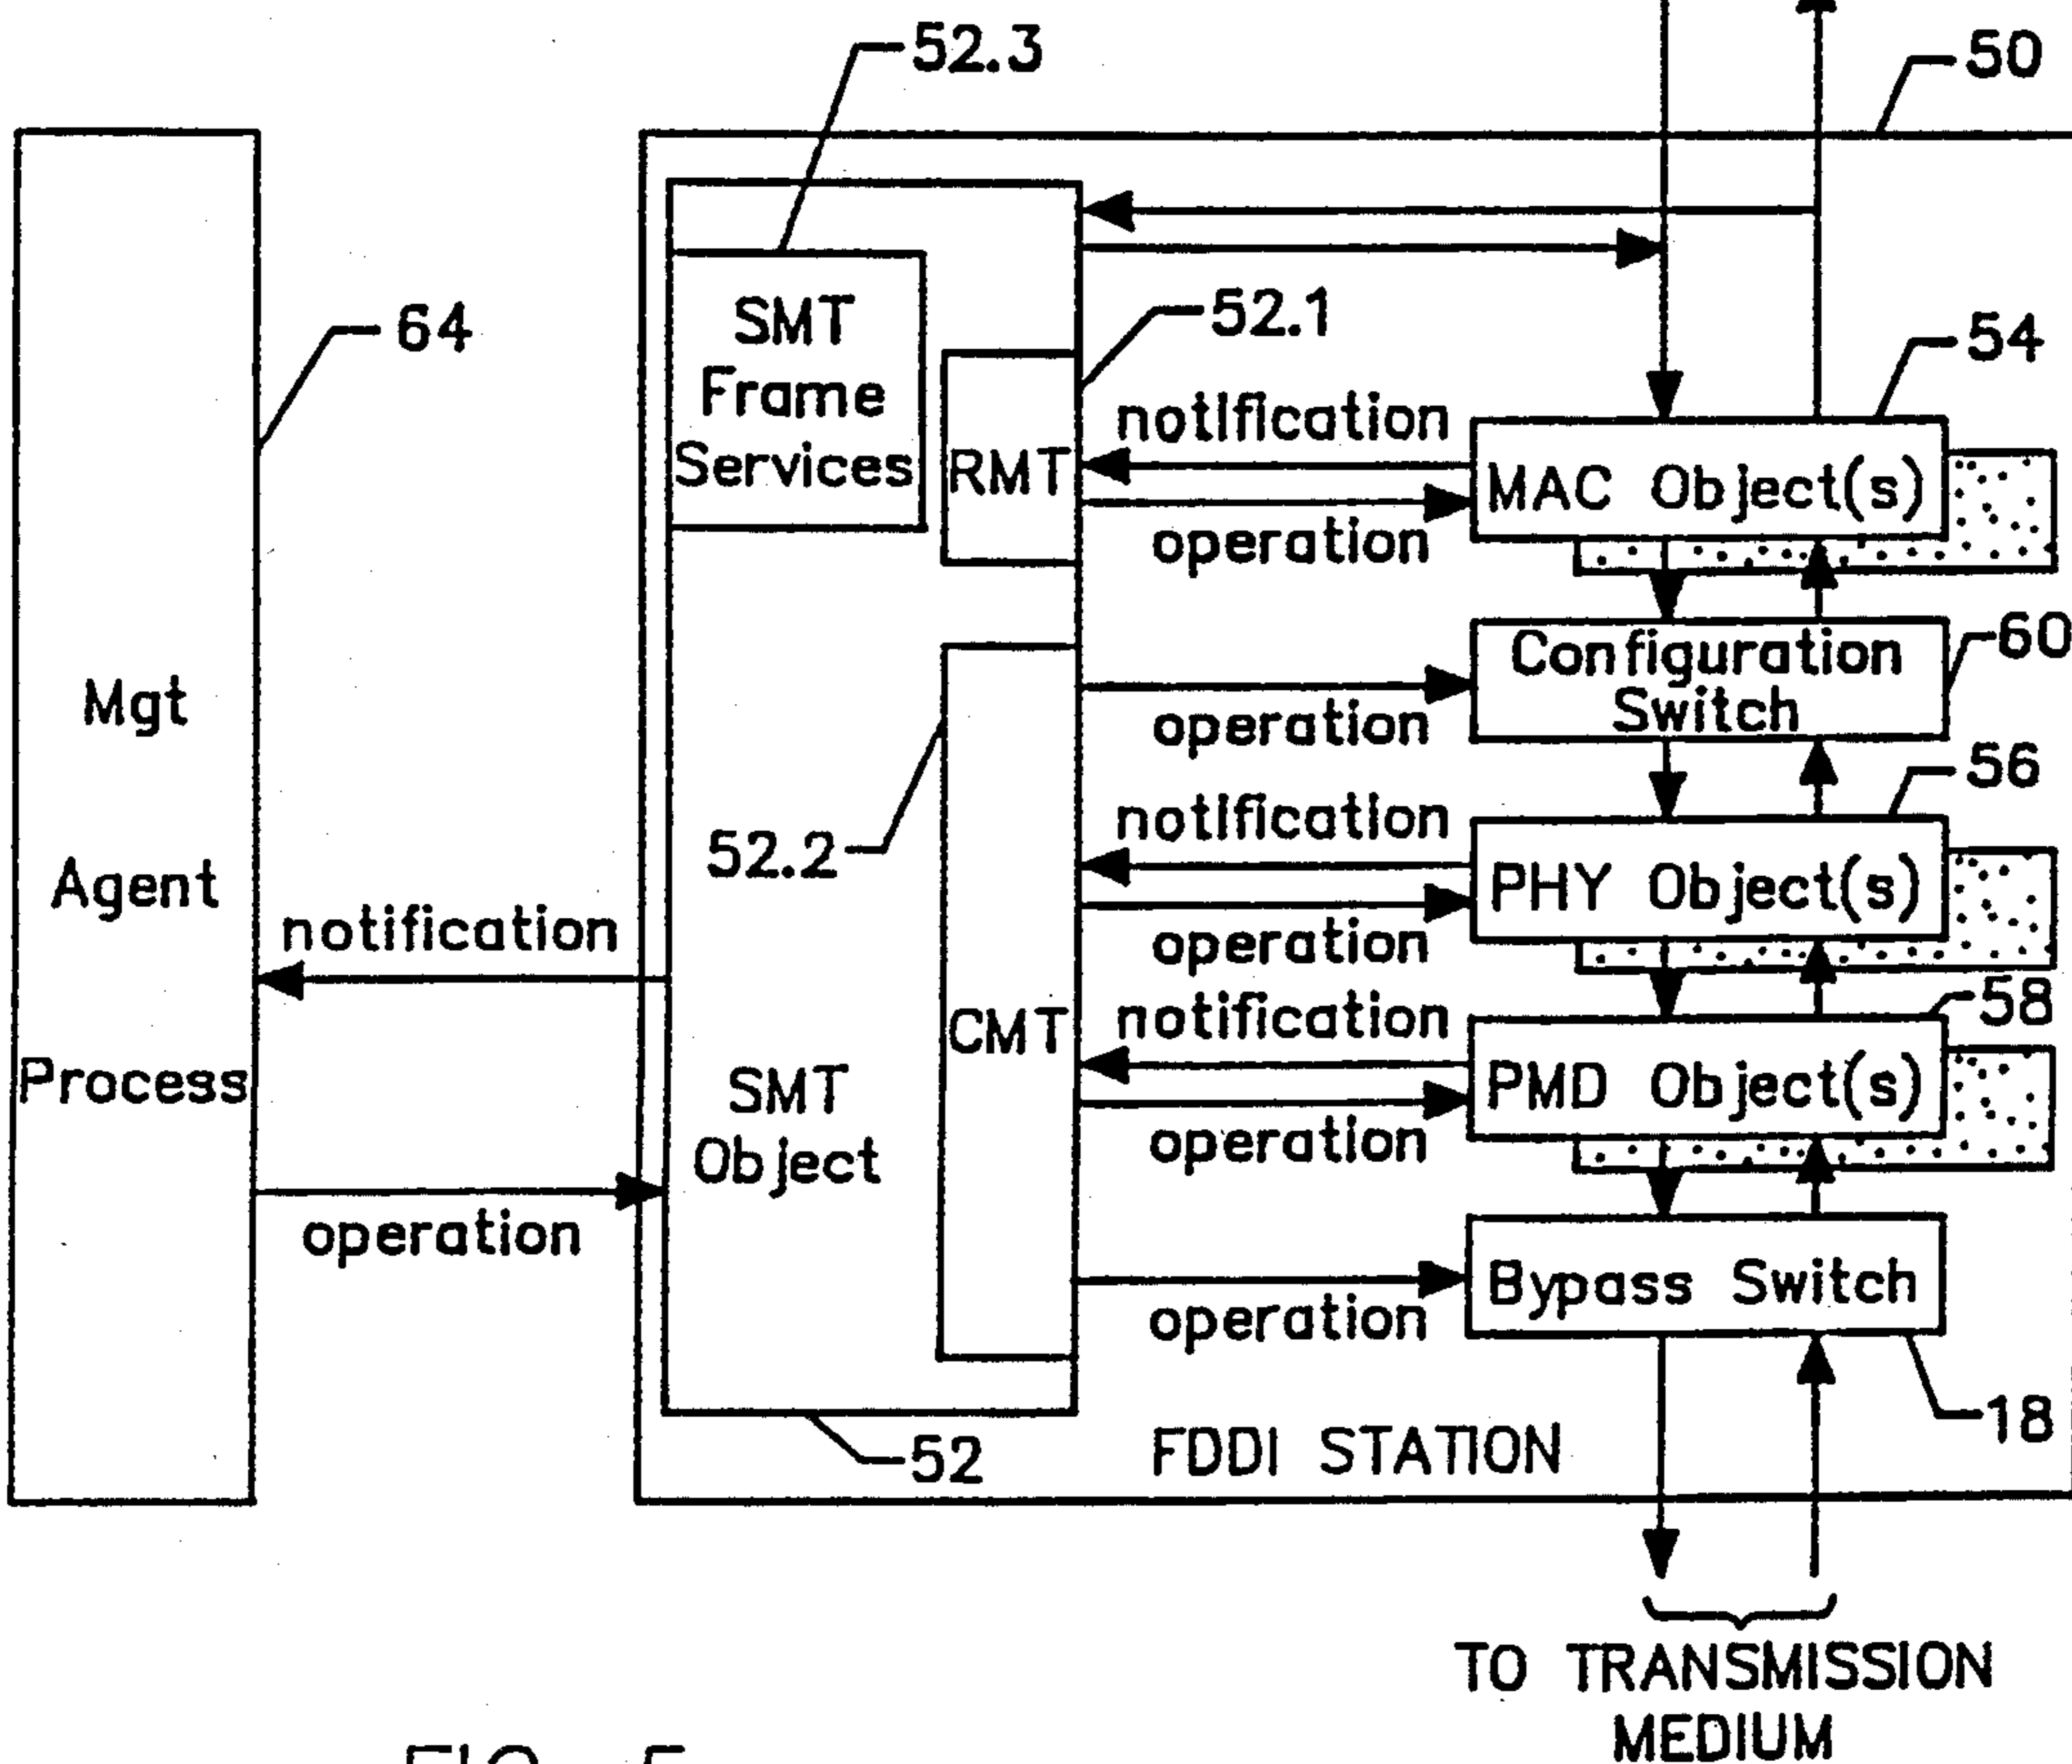 52.3
50
64
SMT
Frame
Services
52.1
RMT
54
notification
MAC Object(s)
operation
60
Configuration
Switch
operation
56
notification
52.2
PHY Object(s)
operation
Mgt
Agent
Process
notification
operation
58
notification
CMT
PMD Object(s)
operation
SMT
Object
Bypass Switch
operation
18
52
FDDI STATION
TO TRANSMISSION
MEDIUM
FIG. 5